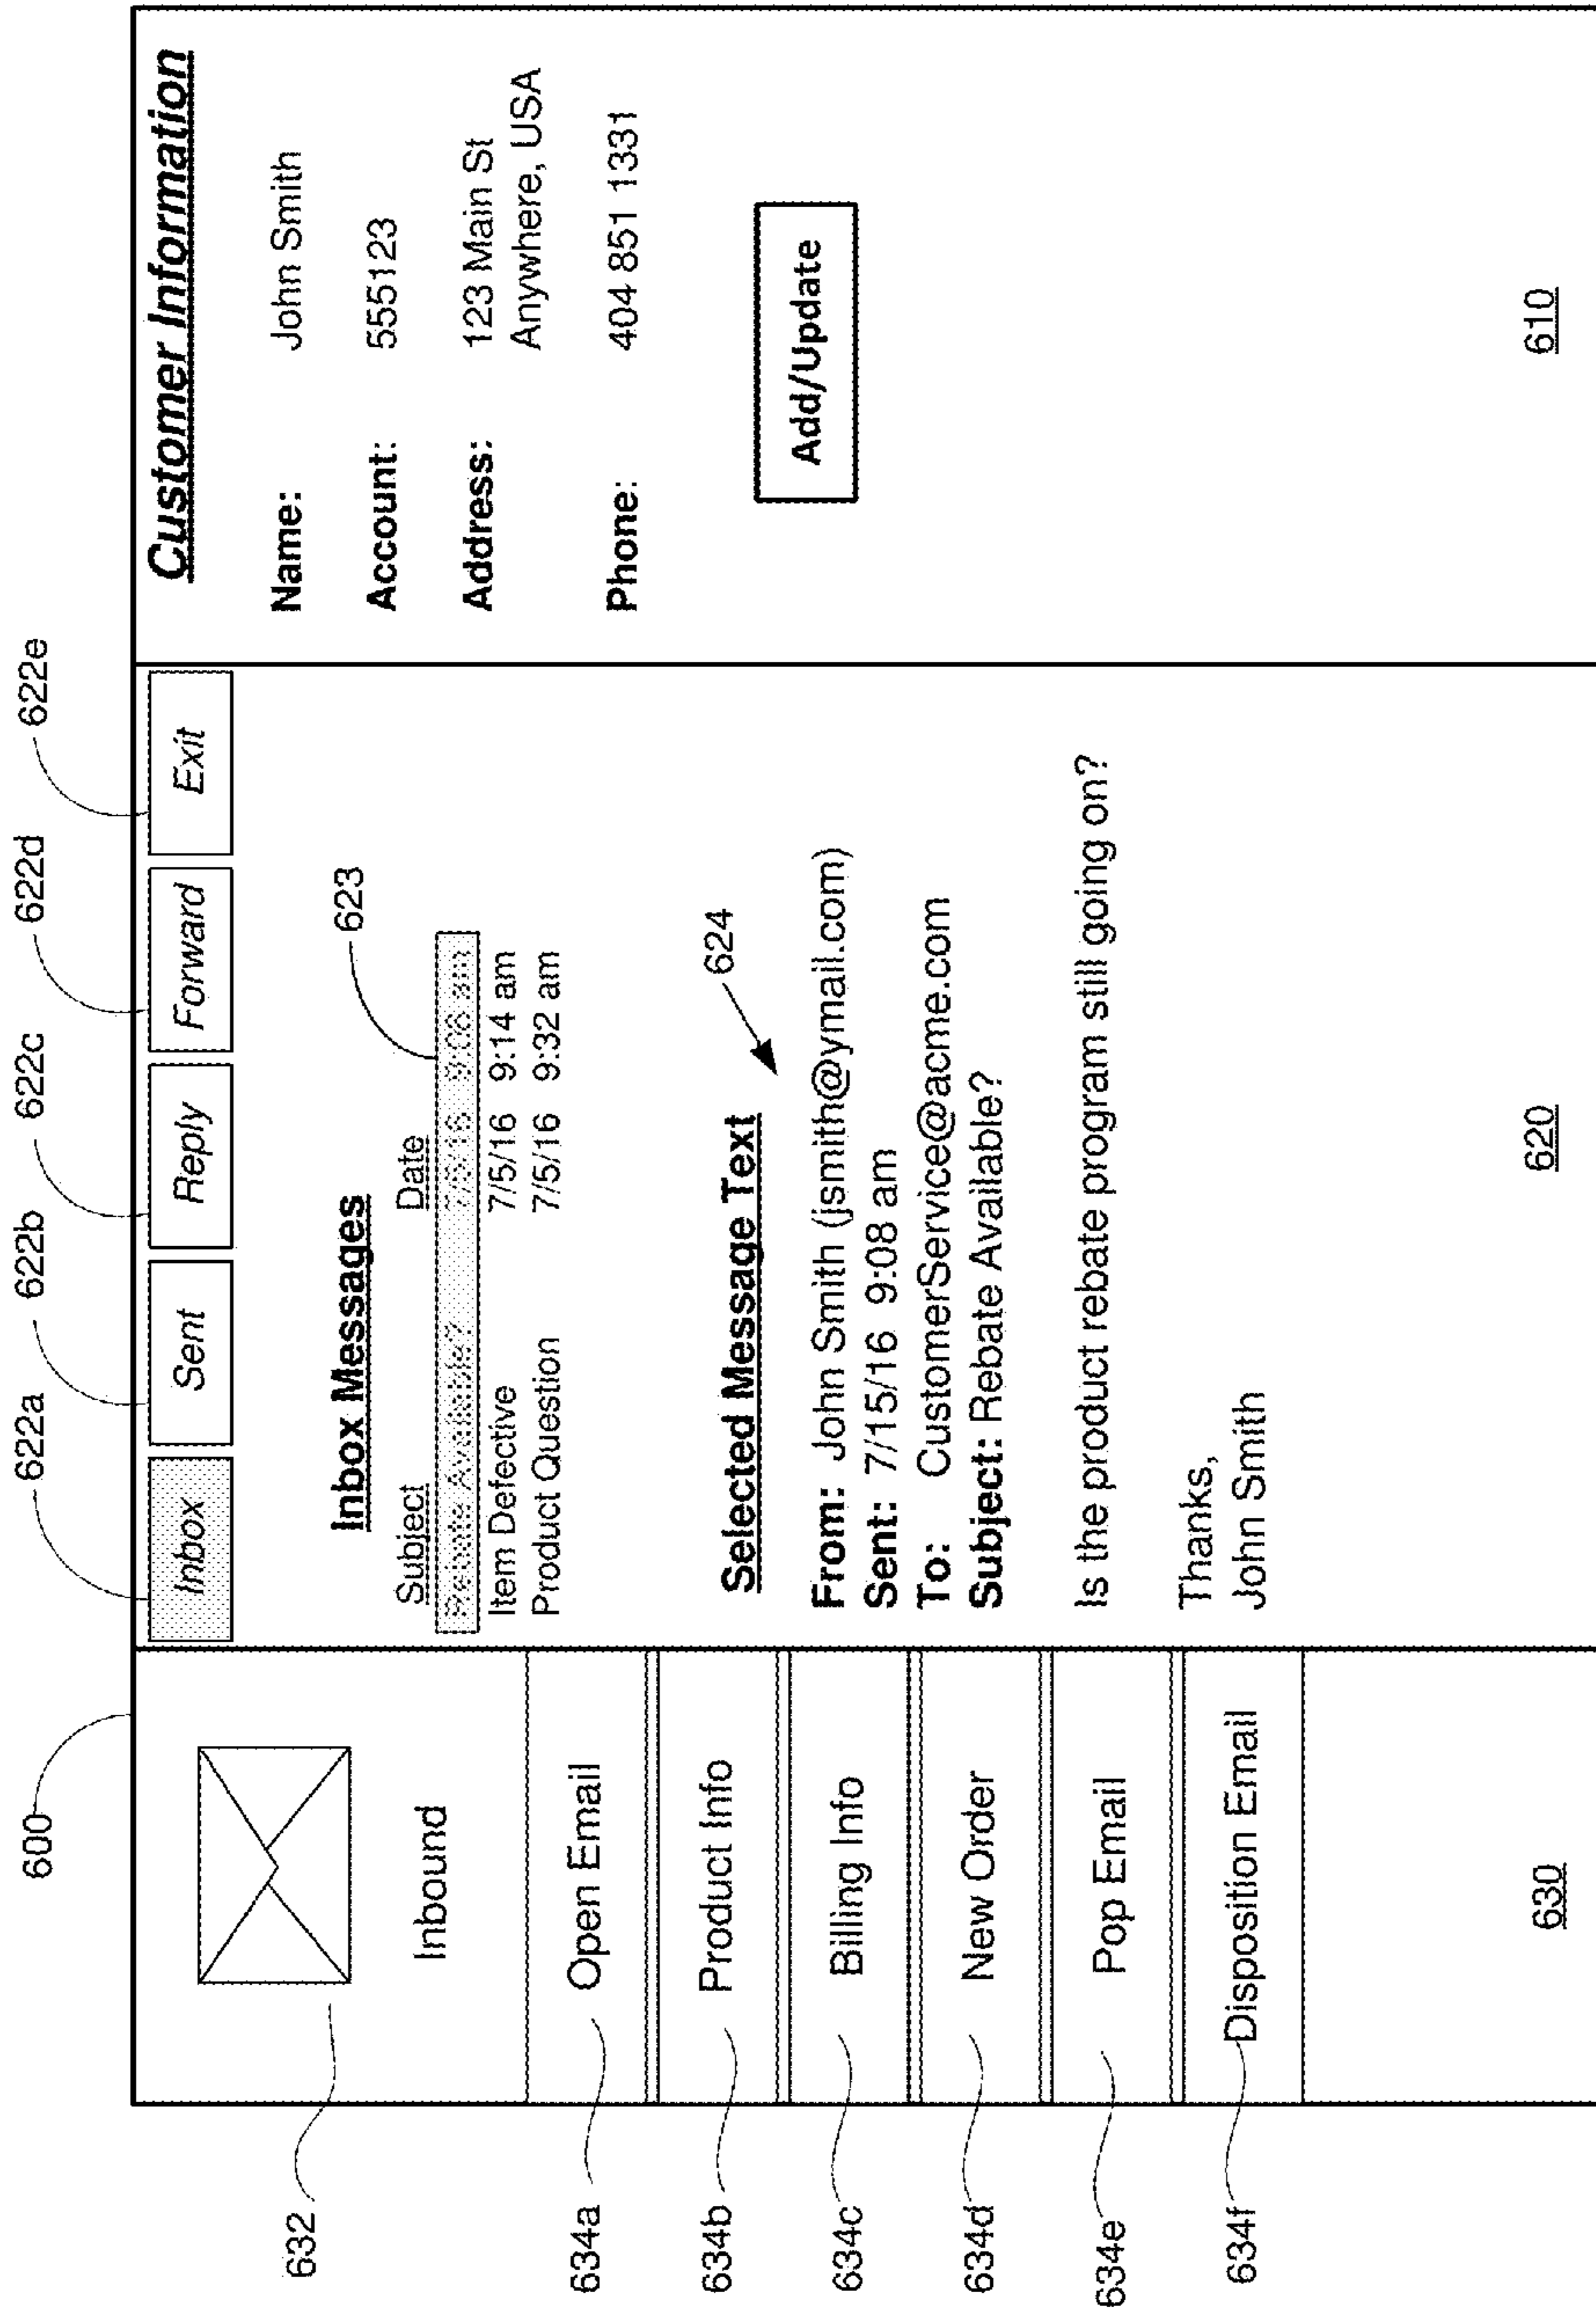 600
622a
622b
622c
622d
622e
632
Inbound
634a
Open Email
634b
Product Info
634c
Billing Info
634d
New Order
634e
Pop Email
634f
Disposition Email
630
Inbox
Sent
Reply
Forward
Exit
Inbox Messages
623
Subject Date
Rebate Available?
Item Defective 7/5/16 9:14 am
Product Question 7/5/16 9:32 am
Selected Message Text
624
From: John Smith (jsmith@ymail.com)
Sent: 7/15/16 9:08 am
To: CustomerService@acme.com
Subject: Rebate Available?
Is the product rebate program still going on?
Thanks,
John Smith
620
Customer Information
Name: John Smith
Account: 555123
Address: 123 Main St
Anywhere, USA
Phone: 404 851 1331
Add/Update
610